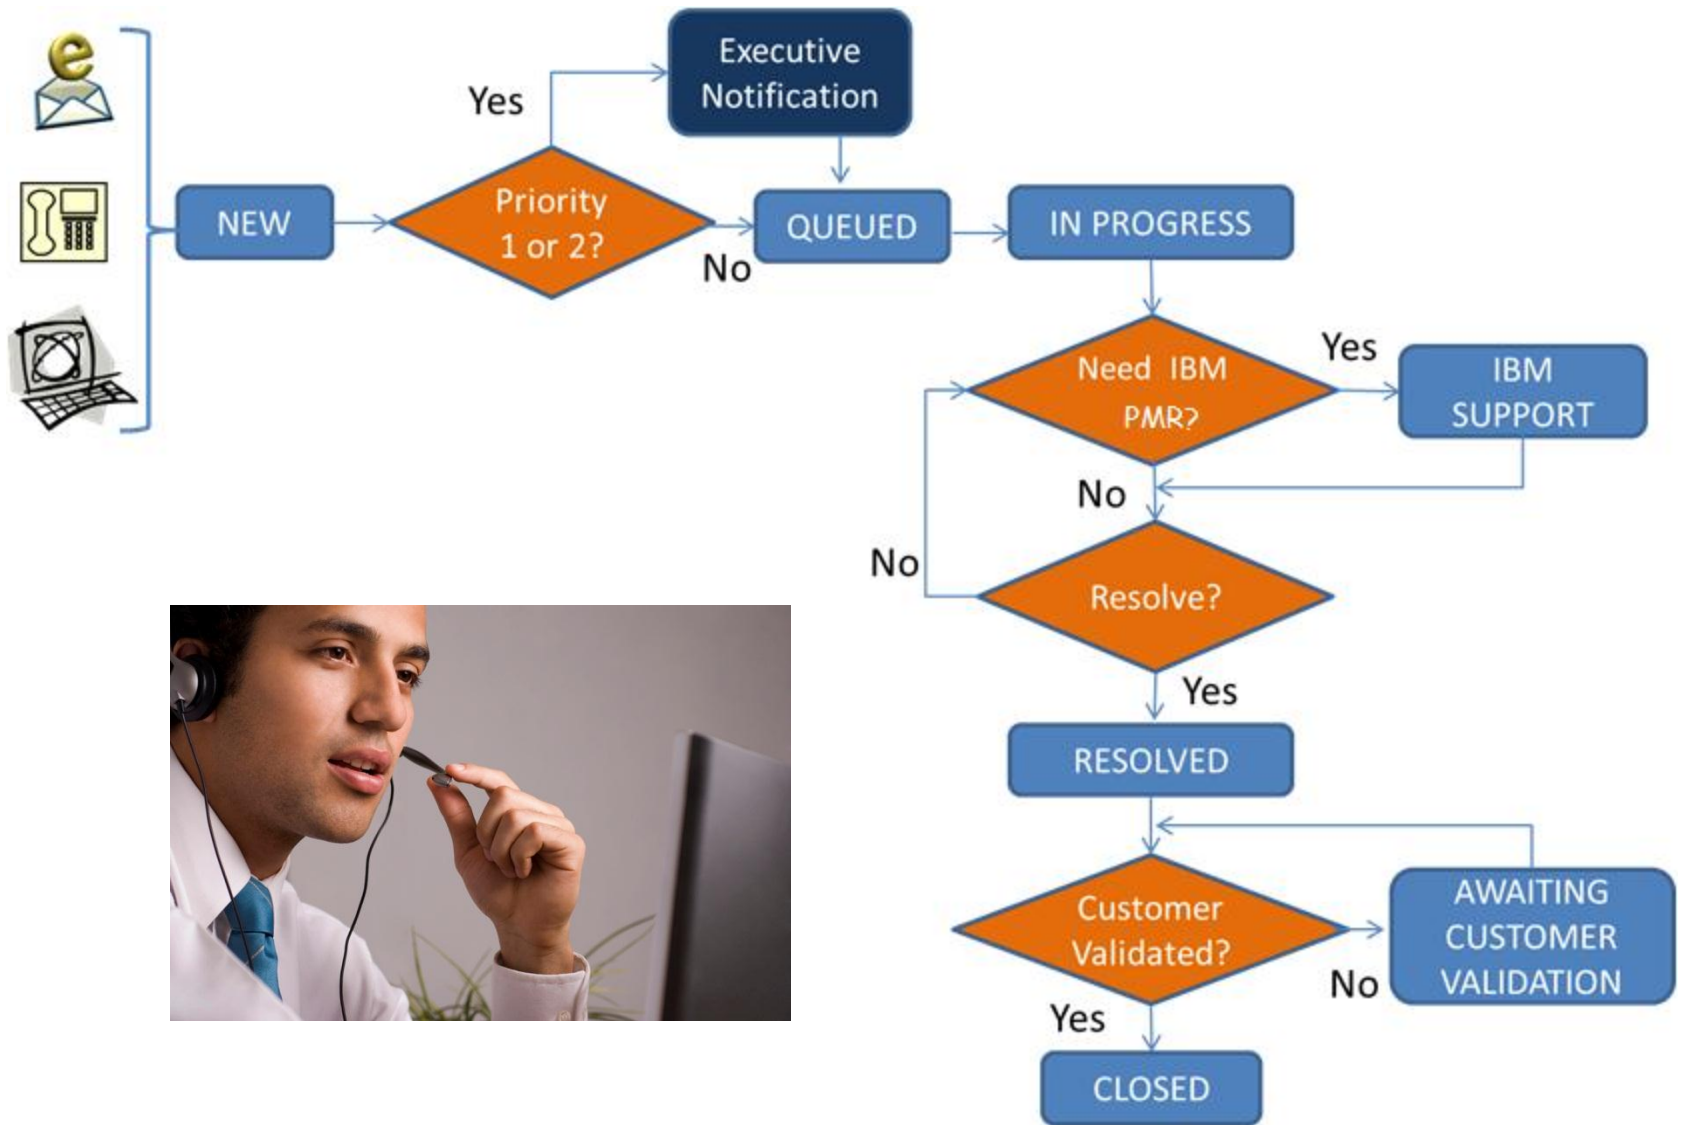 Executive
Notification
Yes
Priority
1 or 2?
NEW
No
QUEUED
IN PROGRESS
Need IBM
PMR?
Yes
IBM
SUPPORT
No
Resolve?
No
Yes
RESOLVED
Customer
Validated?
No
AWAITING
CUSTOMER
VALIDATION
Yes
CLOSED